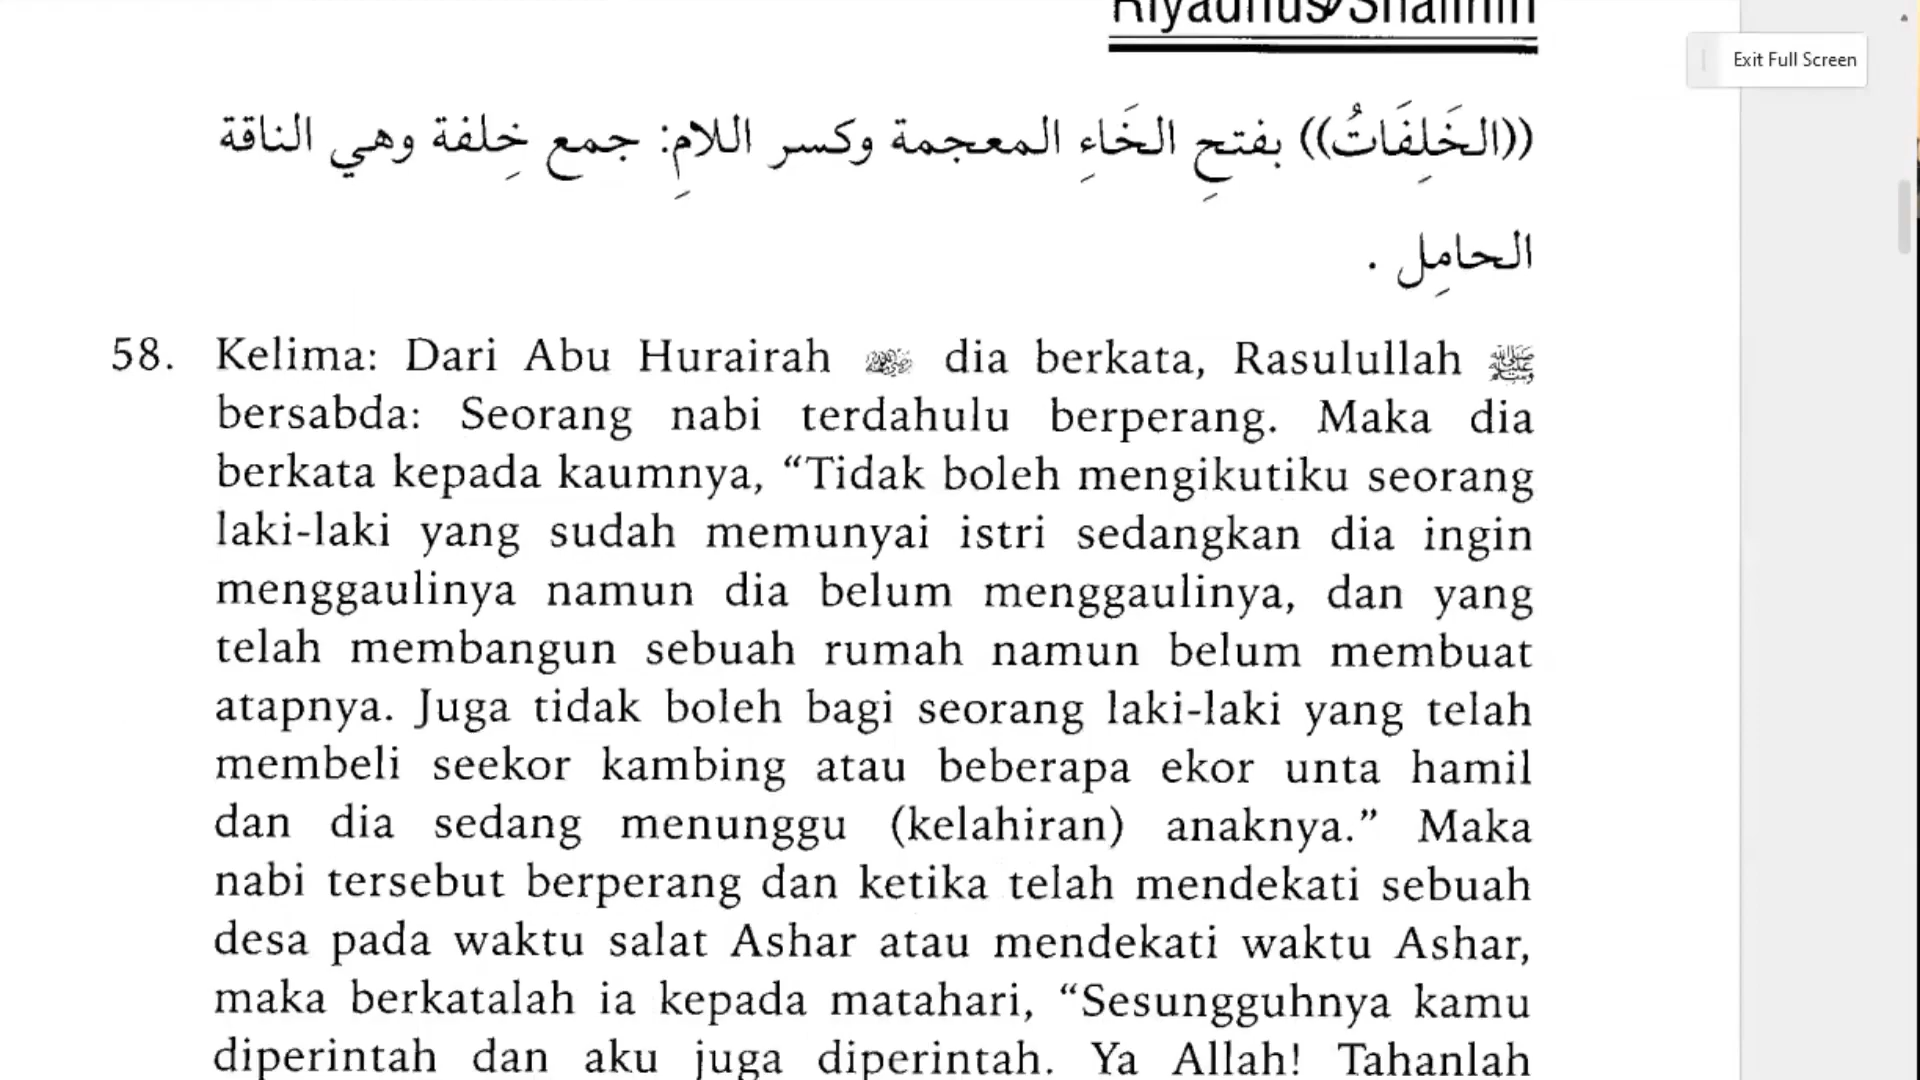 Riyadhus Shalihin
Exit Full Screen
((الخَلِفَاتُ)) بفتحِ الخَاءِ المعجمة وكسر اللامِ: جمع خِلفة وهي الناقة
الحامِل .
58. Kelima: Dari Abu Hurairah ؓ dia berkata, Rasulullah ﷺ
bersabda: Seorang nabi terdahulu berperang. Maka dia
berkata kepada kaumnya, “Tidak boleh mengikutiku seorang
laki-laki yang sudah memunyai istri sedangkan dia ingin
menggaulinya namun dia belum menggaulinya, dan yang
telah membangun sebuah rumah namun belum membuat
atapnya. Juga tidak boleh bagi seorang laki-laki yang telah
membeli seekor kambing atau beberapa ekor unta hamil
dan dia sedang menunggu (kelahiran) anaknya.” Maka
nabi tersebut berperang dan ketika telah mendekati sebuah
desa pada waktu salat Ashar atau mendekati waktu Ashar,
maka berkatalah ia kepada matahari, “Sesungguhnya kamu
diperintah dan aku juga diperintah. Ya Allah! Tahanlah